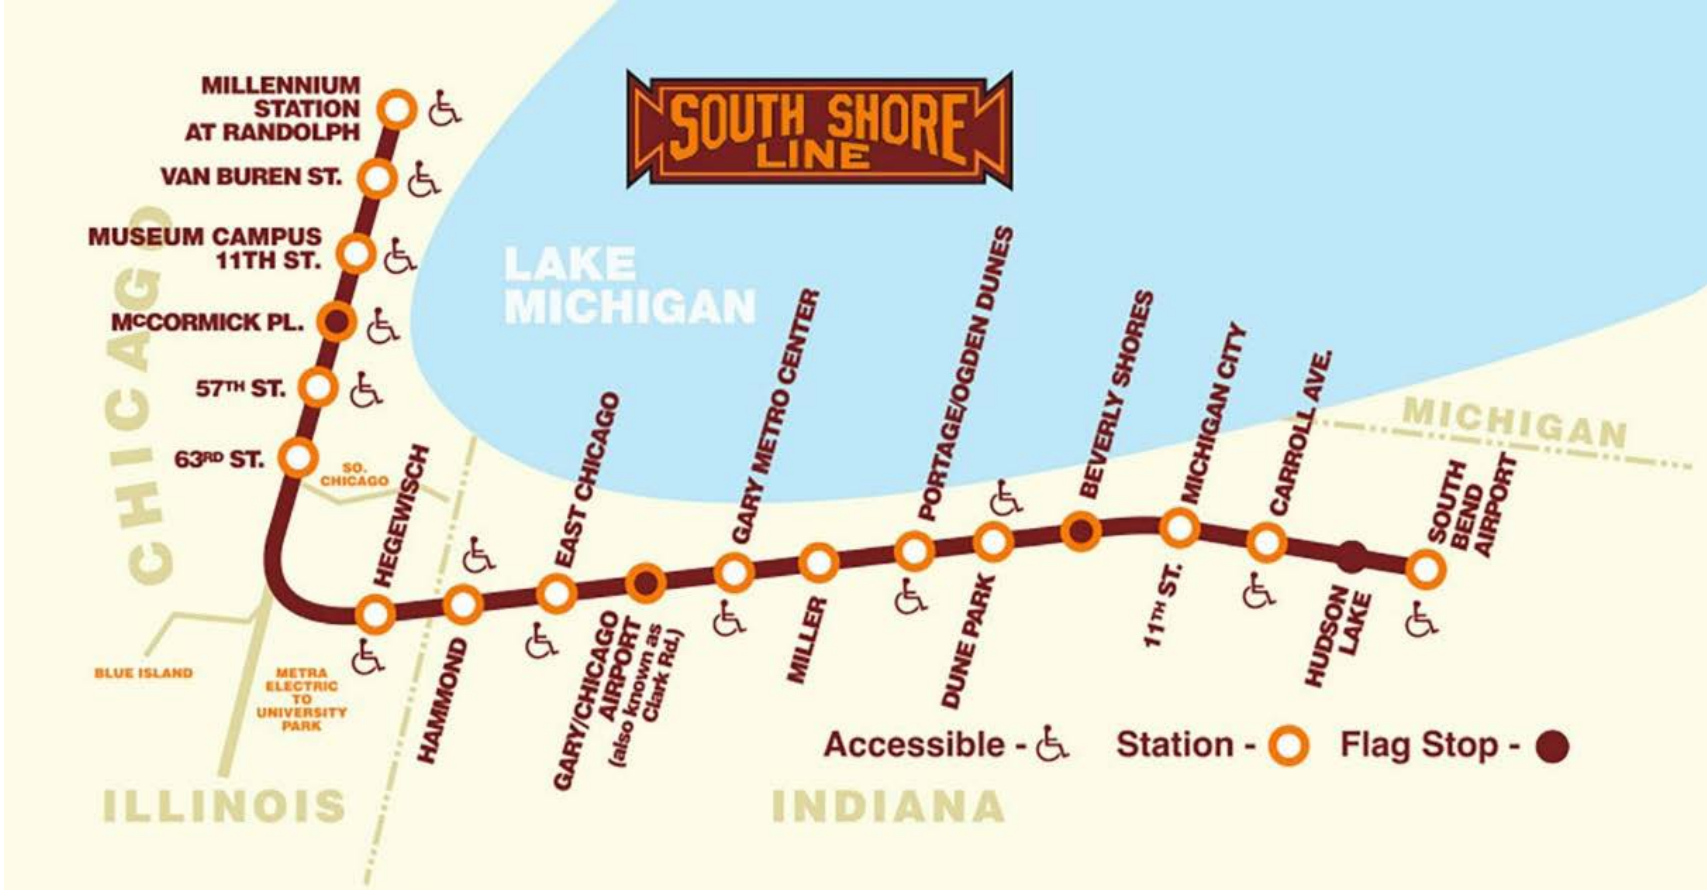 MILLENNIUM
STATION
AT RANDOLPH
VAN BUREN ST.
MUSEUM CAMPUS
11TH ST.
McCORMICK PL.
57TH ST.
63RD ST.
CHICAGO
SOUTH SHORE
LINE
LAKE
MICHIGAN
SO.
CHICAGO
HEGEWISCH
HAMMOND
EAST CHICAGO
GARY/CHICAGO
AIRPORT
(also known as
Clark Rd.)
GARY METRO CENTER
MILLER
PORTAGE/OGDEN DUNES
DUNE PARK
BEVERLY SHORES
MICHIGAN CITY
11TH ST.
CARROLL AVE.
HUDSON
LAKE
SOUTH
BEND
AIRPORT
MICHIGAN
BLUE ISLAND
METRA
ELECTRIC
TO
UNIVERSITY
PARK
Accessible - Station - Flag Stop -
ILLINOIS
INDIANA